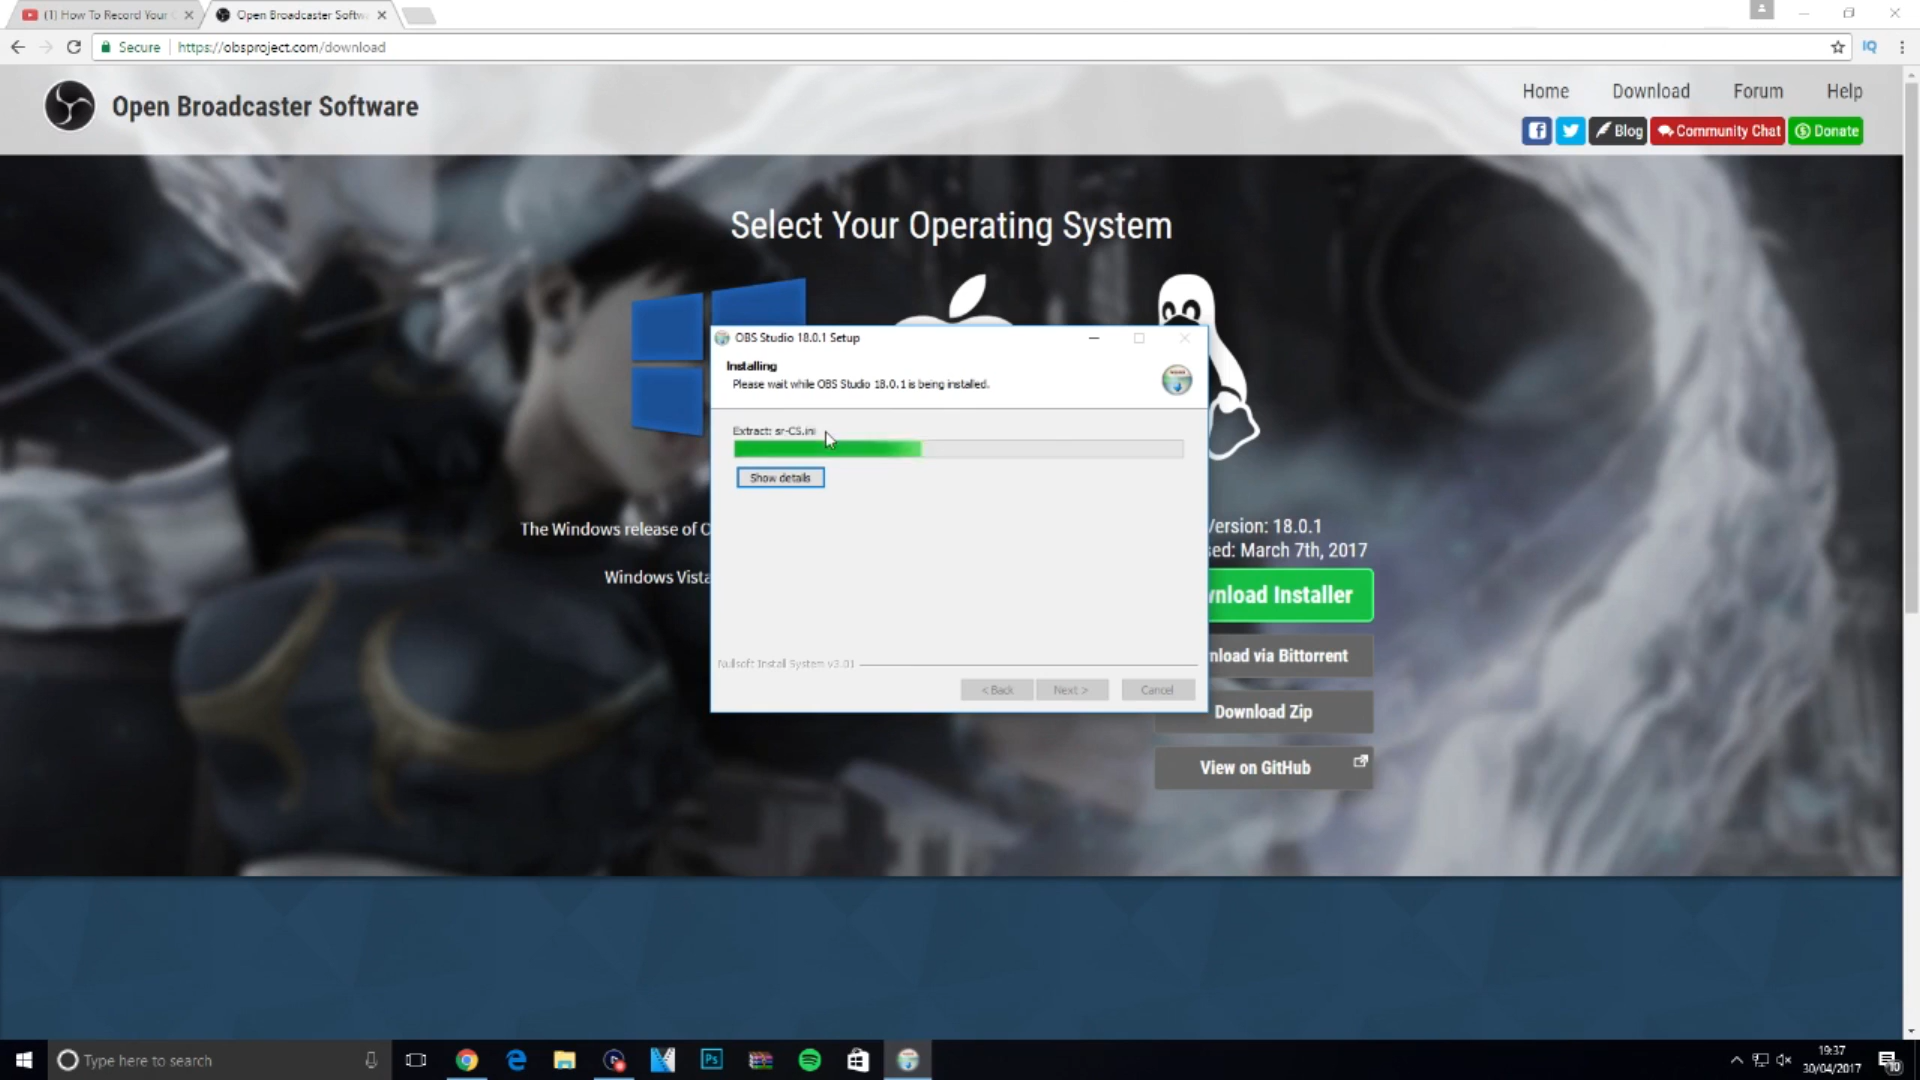 (1) How To Record Your
Open Broadcaster Softw
Secure
https://obsproject.com/download
IQ
Open Broadcaster Software
Home
Download
Forum
Help
Blog
Community Chat
Donate
Select Your Operating System
OBS Studio 18.0.1 Setup
Installing
Please wait while OBS Studio 18.0.1 is being installed.
Extract: sr-CS.ini
Show details
The Windows release of
Windows Vista
Version: 18.0.1
March 7th, 2017
Installer
via Bittorrent
Nullsoft Install System v3.01
< Back
Next >
Cancel
Download Zip
View on GitHub
Type here to search
Ps
19:37
30/04/2017
10